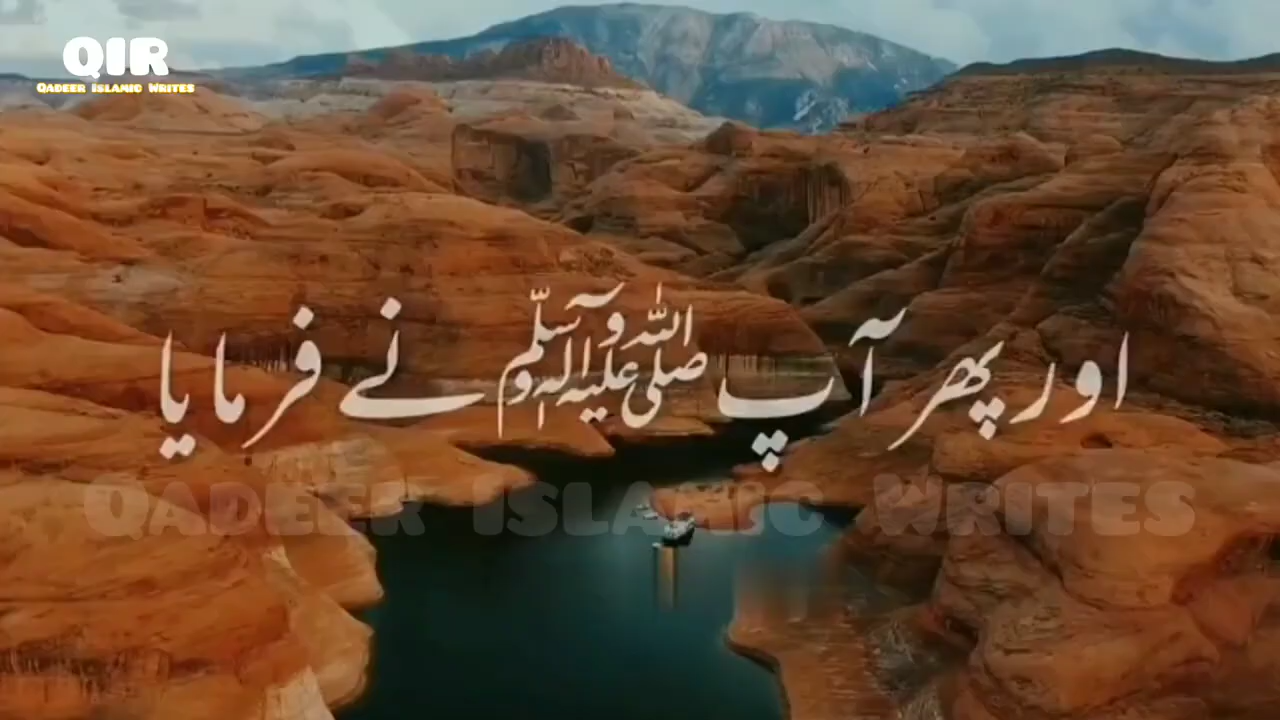 QIR
Qadeer Islamic Writes
اور پھر آپ صلی اللہ علیہ وآلہ وسلم نے فرمایا
Qadeer Islamic Writes